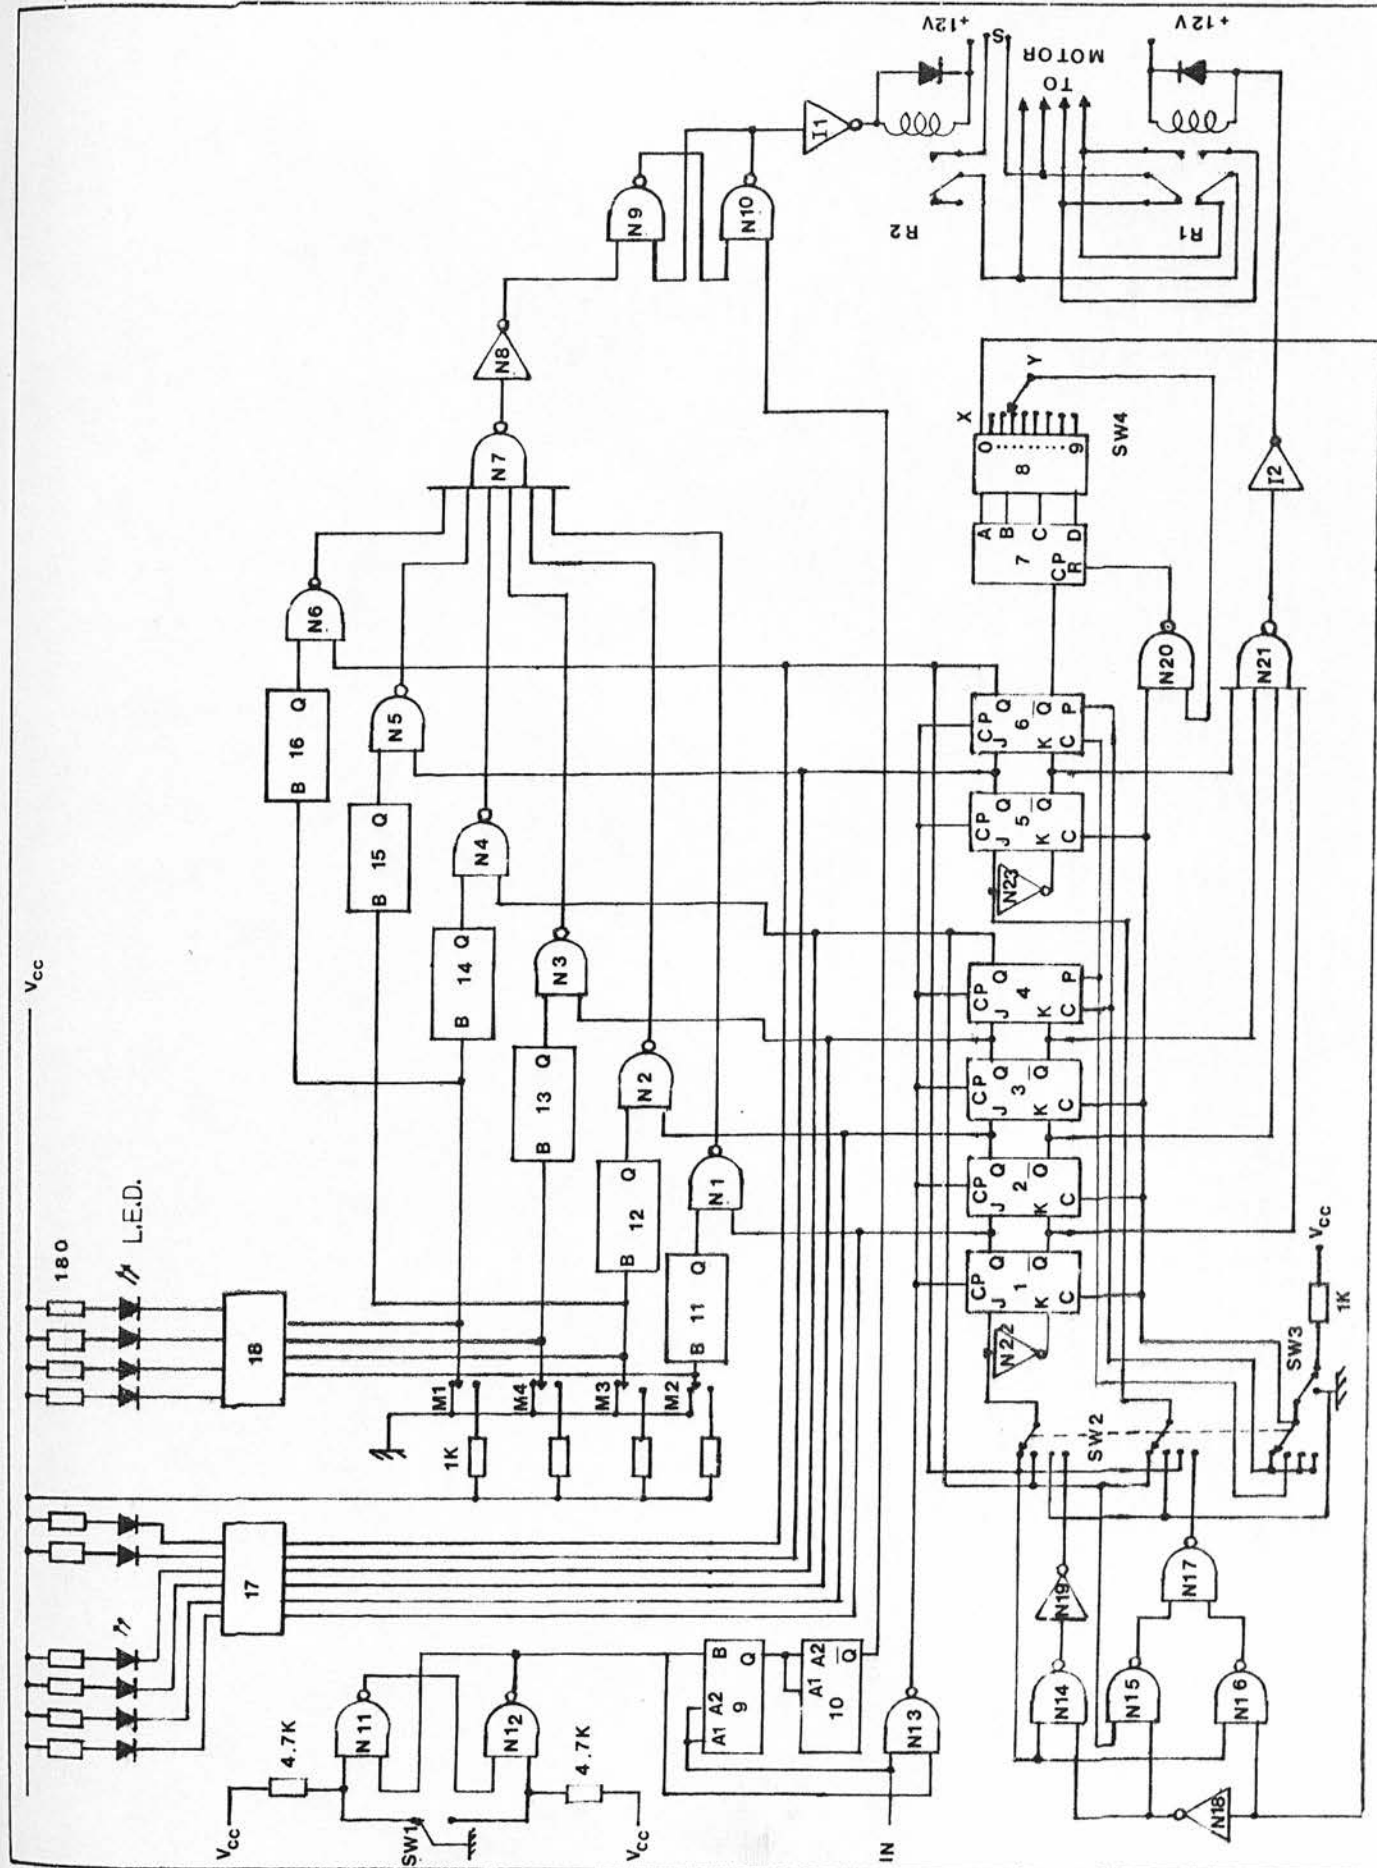 Vcc
180
L.E.D.
17
18
1K
M1
M4
M3
M2
16
B Q
15
B Q
14
B Q
13
B Q
12
B Q
11
B Q
N6
N5
N4
N3
N2
N1
N7
N8
N9
N10
I1
+12V
S
TO MOTOR
+12V
R2
R1
Vcc
4.7K
SW1
N11
N12
4.7K
Vcc
A1 A2 B
9
Q
A1 A2
10
Q
IN
N13
CP
J Q
1
K Q
C
CP
J Q
2
K Q
C
CP
J Q
3
K Q
C
CP
J Q
4
K
C P
CP
J Q
5
K Q
C
CP
J Q
6
K Q
C P
N22
N23
A
B
C
D
7
CP
R
X
0
8
9
Y
SW4
N20
N21
I2
SW2
SW3
1K
Vcc
N14
N15
N16
N17
N18
N19